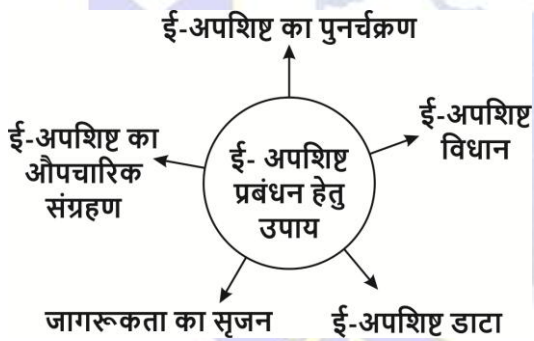 ई-अपशिष्ट का पुनर्चक्रण
ई-अपशिष्ट
विधान
ई-अपशिष्ट का
औपचारिक
संग्रहण
ई- अपशिष्ट
प्रबंधन हेतु
उपाय
जागरूकता का सृजन
ई-अपशिष्ट डाटा